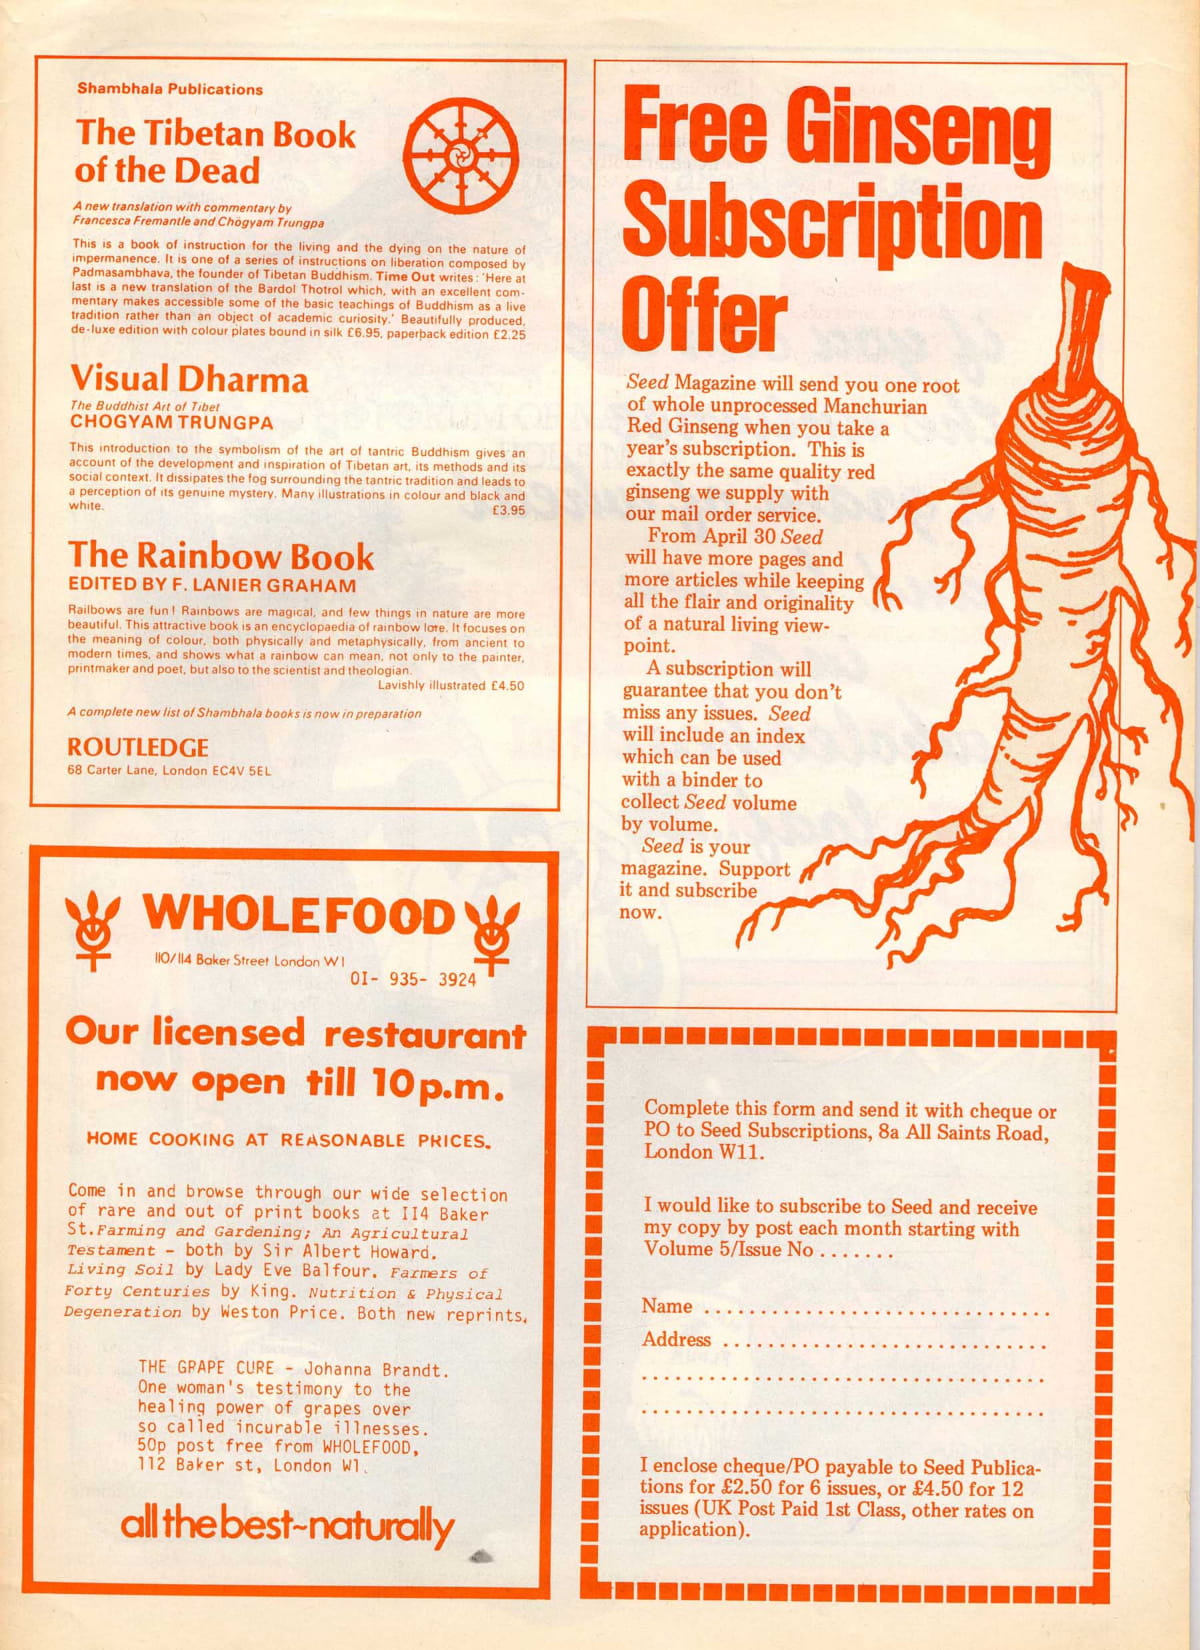 Shambhala Publications
The Tibetan Book
of the Dead
A new translation with commentary by
Francesca Fremantle and Chögyam Trungpa
This is a book of instruction for the living and the dying on the nature of
impermanence. It is one of a series of instructions on liberation composed by
Padmasambhava, the founder of Tibetan Buddhism. Time Out writes: 'Here at
last is a new translation of the Bardol Thotrol which, with an excellent com-
mentary makes accessible some of the basic teachings of Buddhism as a live
tradition rather than an object of academic curiosity.' Beautifully produced,
de-luxe edition with colour plates bound in silk £6.95, paperback edition £2.25
Visual Dharma
The Buddhist Art of Tibet
CHOGYAM TRUNGPA
This introduction to the symbolism of the art of tantric Buddhism gives an
account of the development and inspiration of Tibetan art, its methods and its
social context. It dissipates the fog surrounding the tantric tradition and leads to
a perception of its genuine mystery. Many illustrations in colour and black and
white. £3.95
The Rainbow Book
EDITED BY F. LANIER GRAHAM
Railbows are fun! Rainbows are magical, and few things in nature are more
beautiful. This attractive book is an encyclopaedia of rainbow lore. It focuses on
the meaning of colour, both physically and metaphysically, from ancient to
modern times, and shows what a rainbow can mean, not only to the painter,
printmaker and poet, but also to the scientist and theologian.
Lavishly illustrated £4.50
A complete new list of Shambhala books is now in preparation
ROUTLEDGE
68 Carter Lane, London EC4V 5EL
Free Ginseng
Subscription
Offer
Seed Magazine will send you one root
of whole unprocessed Manchurian
Red Ginseng when you take a
year's subscription. This is
exactly the same quality red
ginseng we supply with
our mail order service.
From April 30 Seed
will have more pages and
more articles while keeping
all the flair and originality
of a natural living view-
point.
A subscription will
guarantee that you don't
miss any issues. Seed
will include an index
which can be used
with a binder to
collect Seed volume
by volume.
Seed is your
magazine. Support
it and subscribe
now.
WHOLEFOOD
110/114 Baker Street London W1
01- 935- 3924
Our licensed restaurant
now open till 10p.m.
HOME COOKING AT REASONABLE PRICES.
Come in and browse through our wide selection
of rare and out of print books at II4 Baker
St.Farming and Gardening; An Agricultural
Testament - both by Sir Albert Howard.
Living Soil by Lady Eve Balfour. Farmers of
Forty Centuries by King. Nutrition & Physical
Degeneration by Weston Price. Both new reprints.
THE GRAPE CURE - Johanna Brandt.
One woman's testimony to the
healing power of grapes over
so called incurable illnesses.
50p post free from WHOLEFOOD,
112 Baker st, London W1.
all the best~naturally
Complete this form and send it with cheque or
PO to Seed Subscriptions, 8a All Saints Road,
London W11.
I would like to subscribe to Seed and receive
my copy by post each month starting with
Volume 5/Issue No .......
Name ...............................
Address .............................
....................................
....................................
I enclose cheque/PO payable to Seed Publica-
tions for £2.50 for 6 issues, or £4.50 for 12
issues (UK Post Paid 1st Class, other rates on
application).